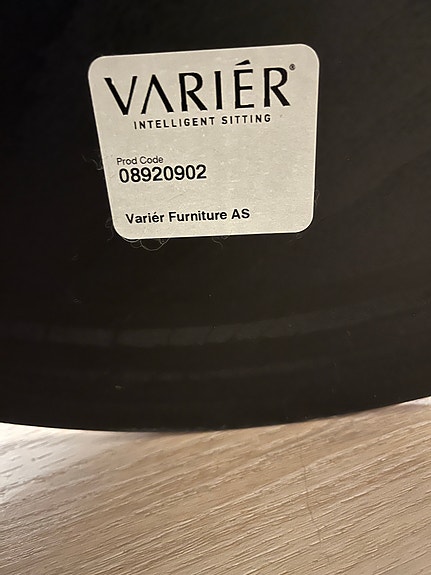 VARIÉR®
INTELLIGENT SITTING
Prod Code
08920902
Variér Furniture AS